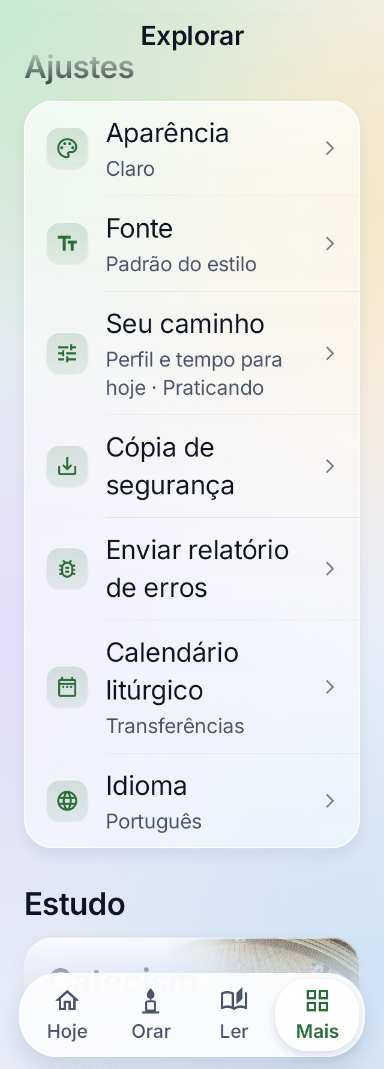 Explorar
Ajustes
Aparência
Claro
Fonte
Padrão do estilo
Seu caminho
Perfil e tempo para
hoje · Praticando
Cópia de
segurança
Enviar relatório
de erros
Calendário
litúrgico
Transferências
Idioma
Português
Estudo
Catecism
Hoje
Orar
Ler
Mais